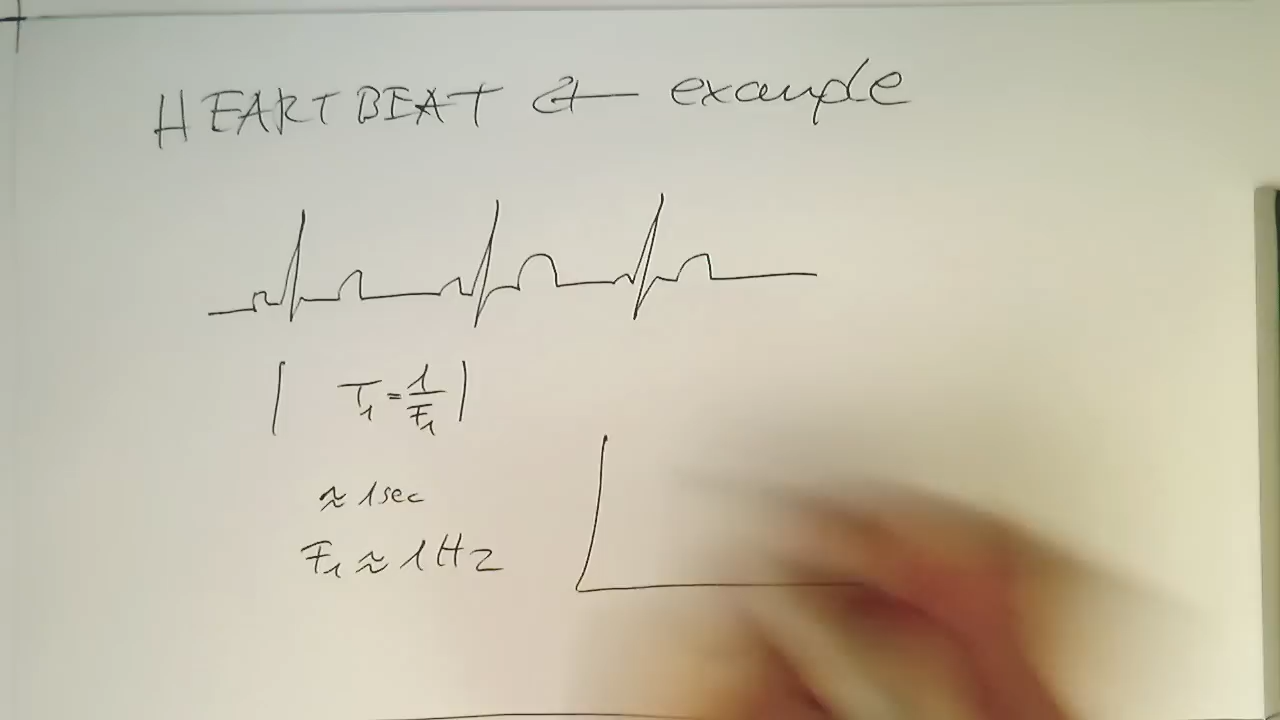 HEARTBEAT ← example
| T₁ = 1/F₁ |
≈ 1sec
F₁ ≈ 1Hz